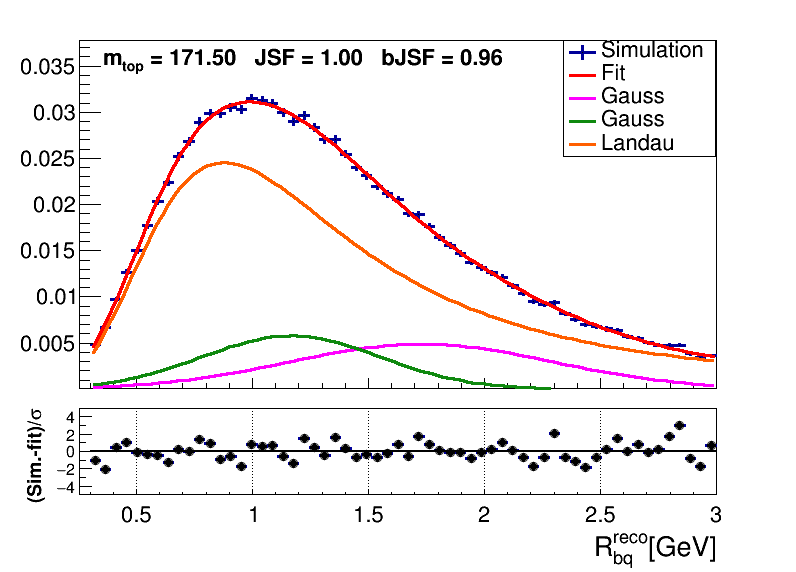 m_top = 171.50 JSF = 1.00 bJSF = 0.96
Simulation
Fit
Gauss
Gauss
Landau
0.035
0.03
0.025
0.02
0.015
0.01
0.005
(Sim.-fit)/σ
4
2
0
−2
−4
0.5 1 1.5 2 2.5 3
R_bq^reco[GeV]